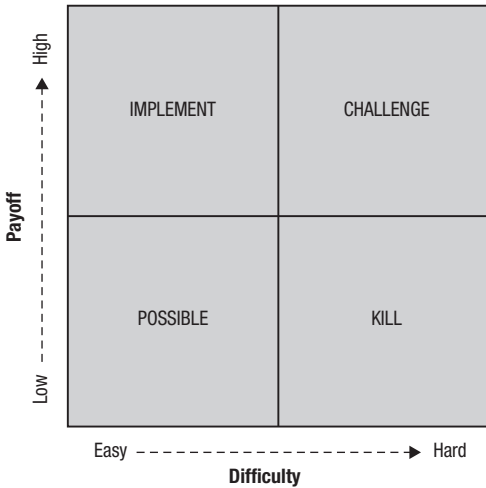 High
IMPLEMENT
CHALLENGE
Payoff
POSSIBLE
KILL
Low
Easy
Hard
Difficulty